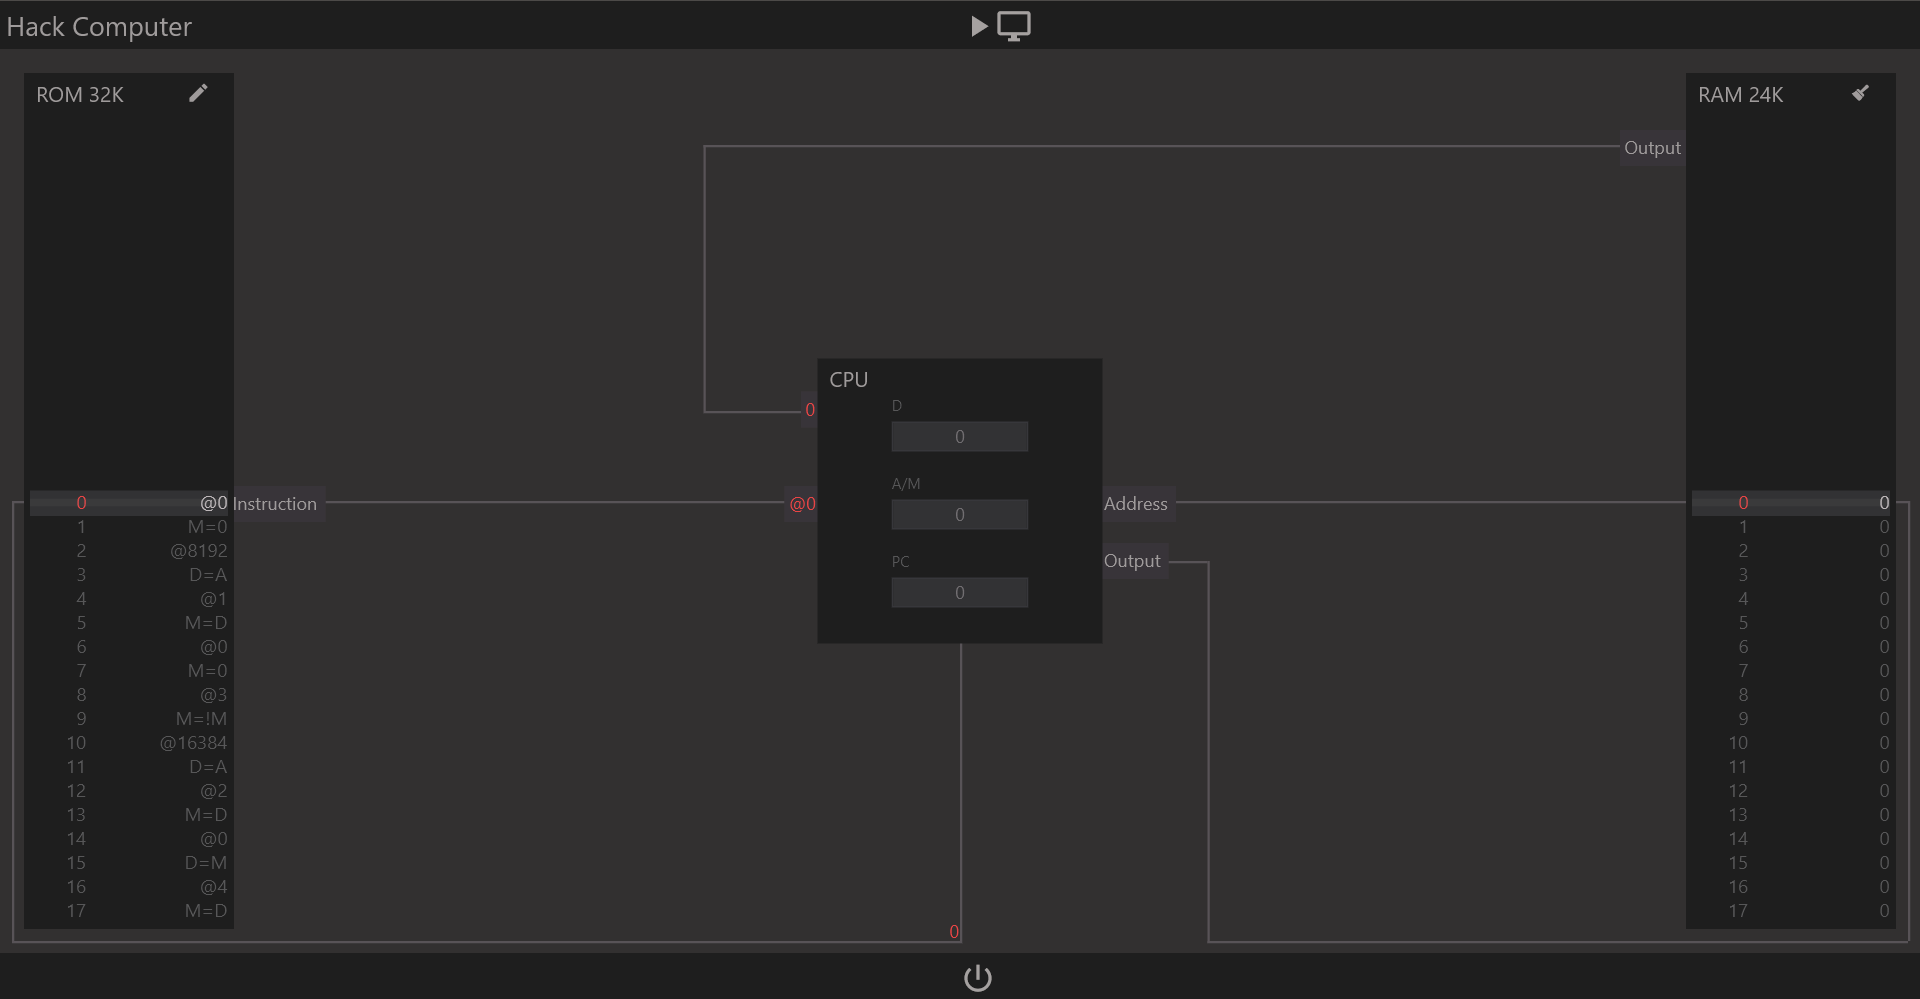 Hack Computer
ROM 32K
RAM 24K
Output
CPU
D
0
0
A/M
0
PC
0
0 @0
Instruction
@0
Address
Output
1 M=0
2 @8192
3 D=A
4 @1
5 M=D
6 @0
7 M=0
8 @3
9 M=!M
10 @16384
11 D=A
12 @2
13 M=D
14 @0
15 D=M
16 @4
17 M=D
0
0 0
1 0
2 0
3 0
4 0
5 0
6 0
7 0
8 0
9 0
10 0
11 0
12 0
13 0
14 0
15 0
16 0
17 0